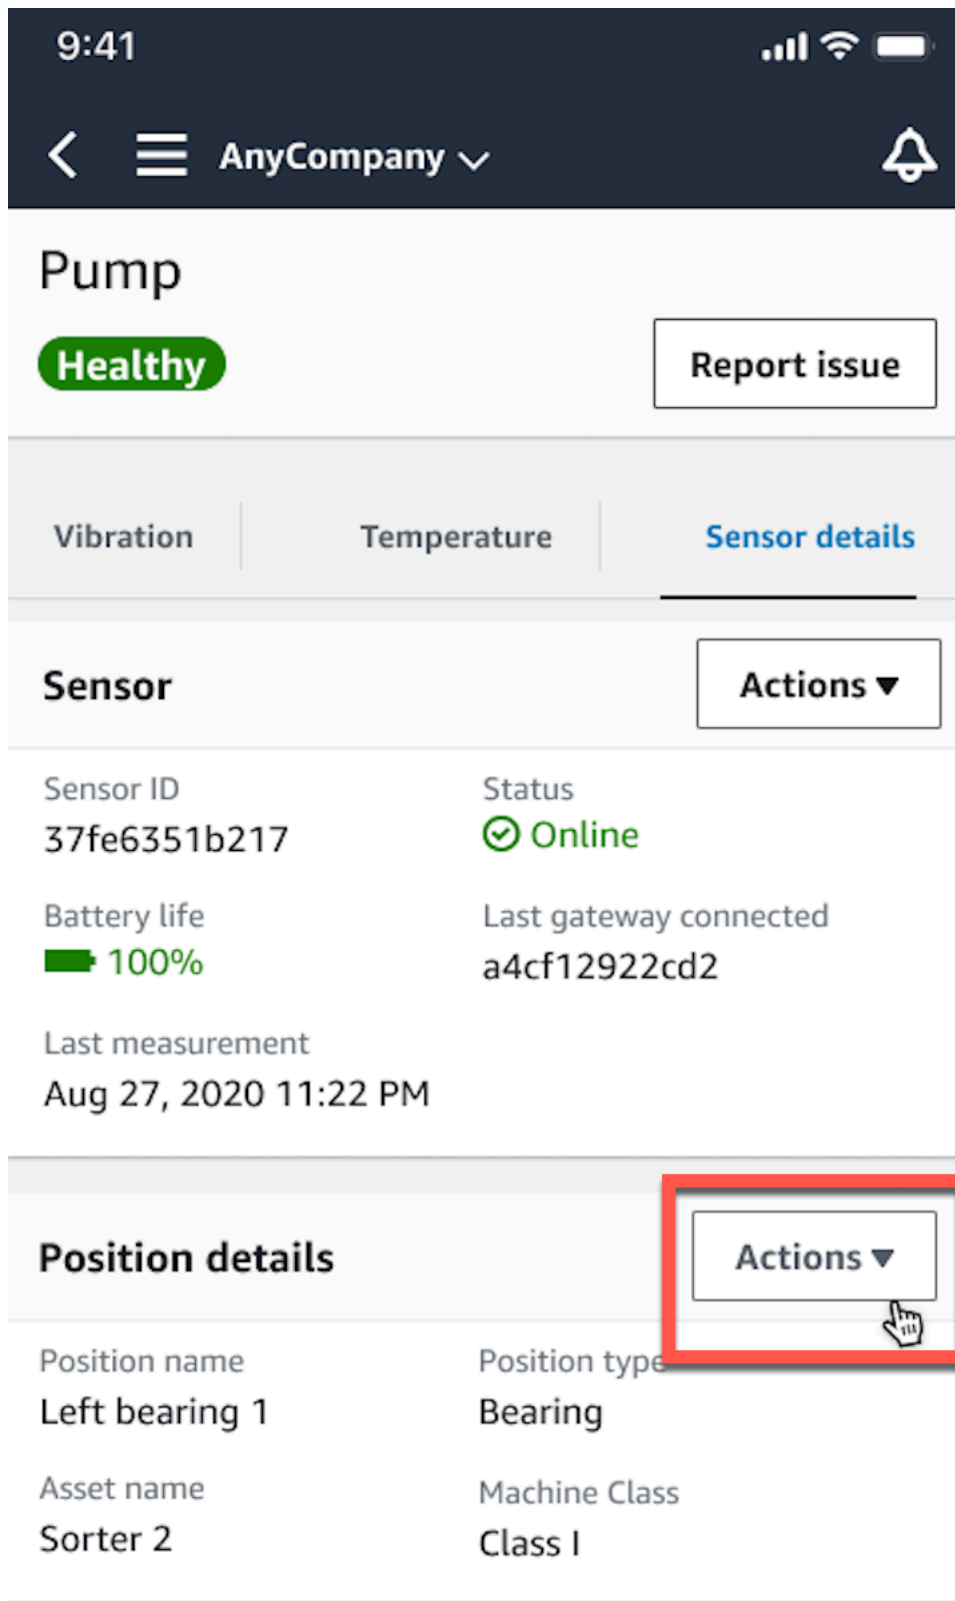 9:41
AnyCompany
Pump
Healthy
Report issue
Vibration Temperature Sensor details
Sensor Actions
Sensor ID Status
37fe6351b217 Online
Battery life Last gateway connected
100% a4cf12922cd2
Last measurement
Aug 27, 2020 11:22 PM
Position details Actions
Position name Position type
Left bearing 1 Bearing
Asset name Machine Class
Sorter 2 Class I